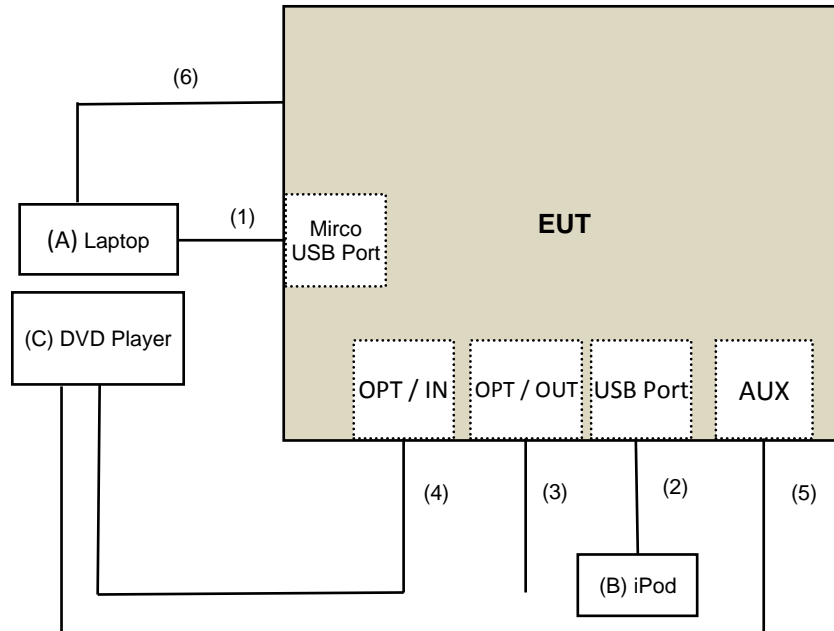 (6)
(1)
(A) Laptop
Mirco
USB Port
EUT
(C) DVD Player
OPT / IN
OPT / OUT
USB Port
AUX
(4)
(3)
(2)
(5)
(B) iPod